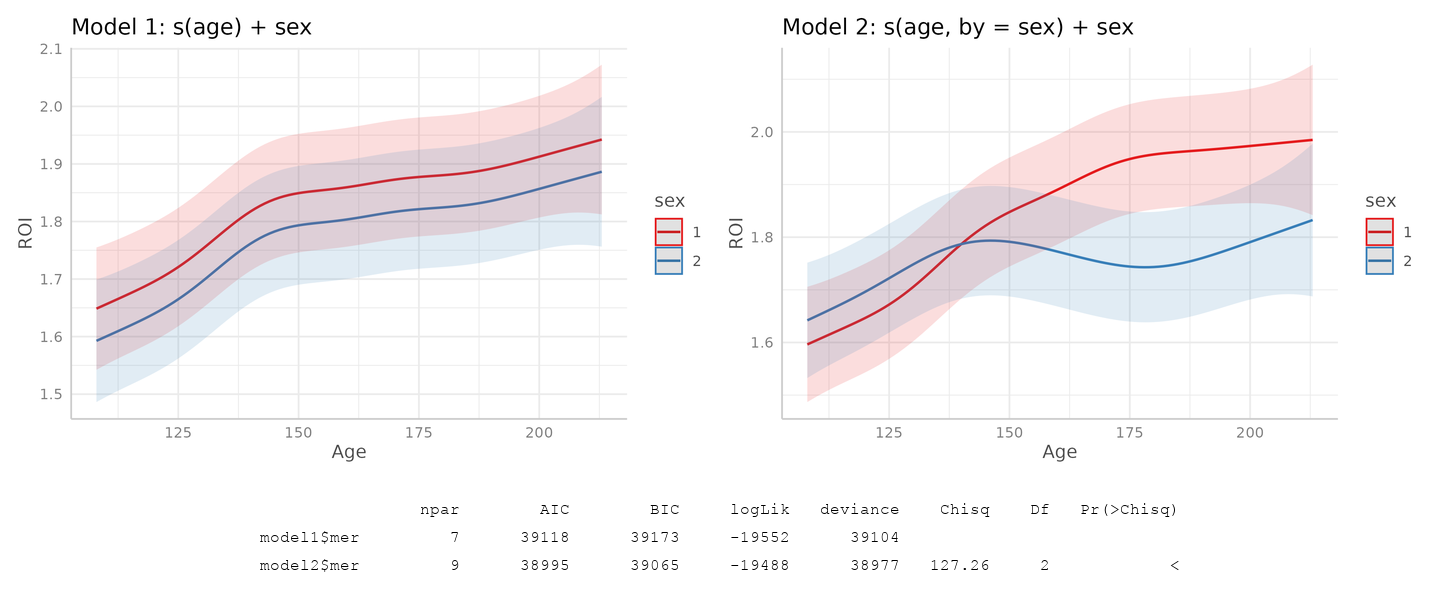 Model 1: s(age) + sex
2.1
2.0
1.9
1.8
1.7
1.6
1.5
ROI
125 150 175 200
Age
sex
1
2
Model 2: s(age, by = sex) + sex
2.0
1.8
1.6
ROI
125 150 175 200
Age
sex
1
2
npar AIC BIC logLik deviance Chisq Df Pr(>Chisq)
model1$mer 7 39118 39173 -19552 39104
model2$mer 9 38995 39065 -19488 38977 127.26 2 <